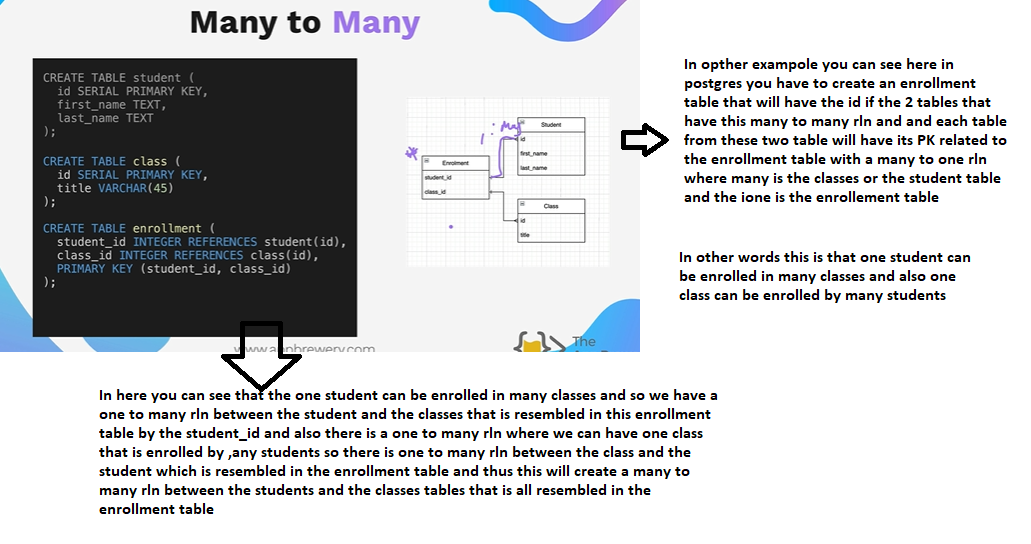 Many to Many
CREATE TABLE student (
id SERIAL PRIMARY KEY,
first_name TEXT,
last_name TEXT
);
CREATE TABLE class (
id SERIAL PRIMARY KEY,
title VARCHAR(45)
);
CREATE TABLE enrollment (
student_id INTEGER REFERENCES student(id),
class_id INTEGER REFERENCES class(id),
PRIMARY KEY (student_id, class_id)
);
Enrolment
student_id
class_id
1 :
Student
id
first_name
last_name
Class
id
title
www.appbrewery.com
The
In opther exampole you can see here in
postgres you have to create an enrollment
table that will have the id if the 2 tables that
have this many to many rln and and each table
from these two table will have its PK related to
the enrollment table with a many to one rln
where many is the classes or the student table
and the ione is the enrollement table
In other words this is that one student can
be enrolled in many classes and also one
class can be enrolled by many students
In here you can see that the one student can be enrolled in many classes and so we have a
one to many rln between the student and the classes that is resembled in this enrollment
table by the student_id and also there is a one to many rln where we can have one class
that is enrolled by ,any students so there is one to many rln between the class and the
student which is resembled in the enrollment table and thus this will create a many to
many rln between the students and the classes tables that is all resembled in the
enrollment table